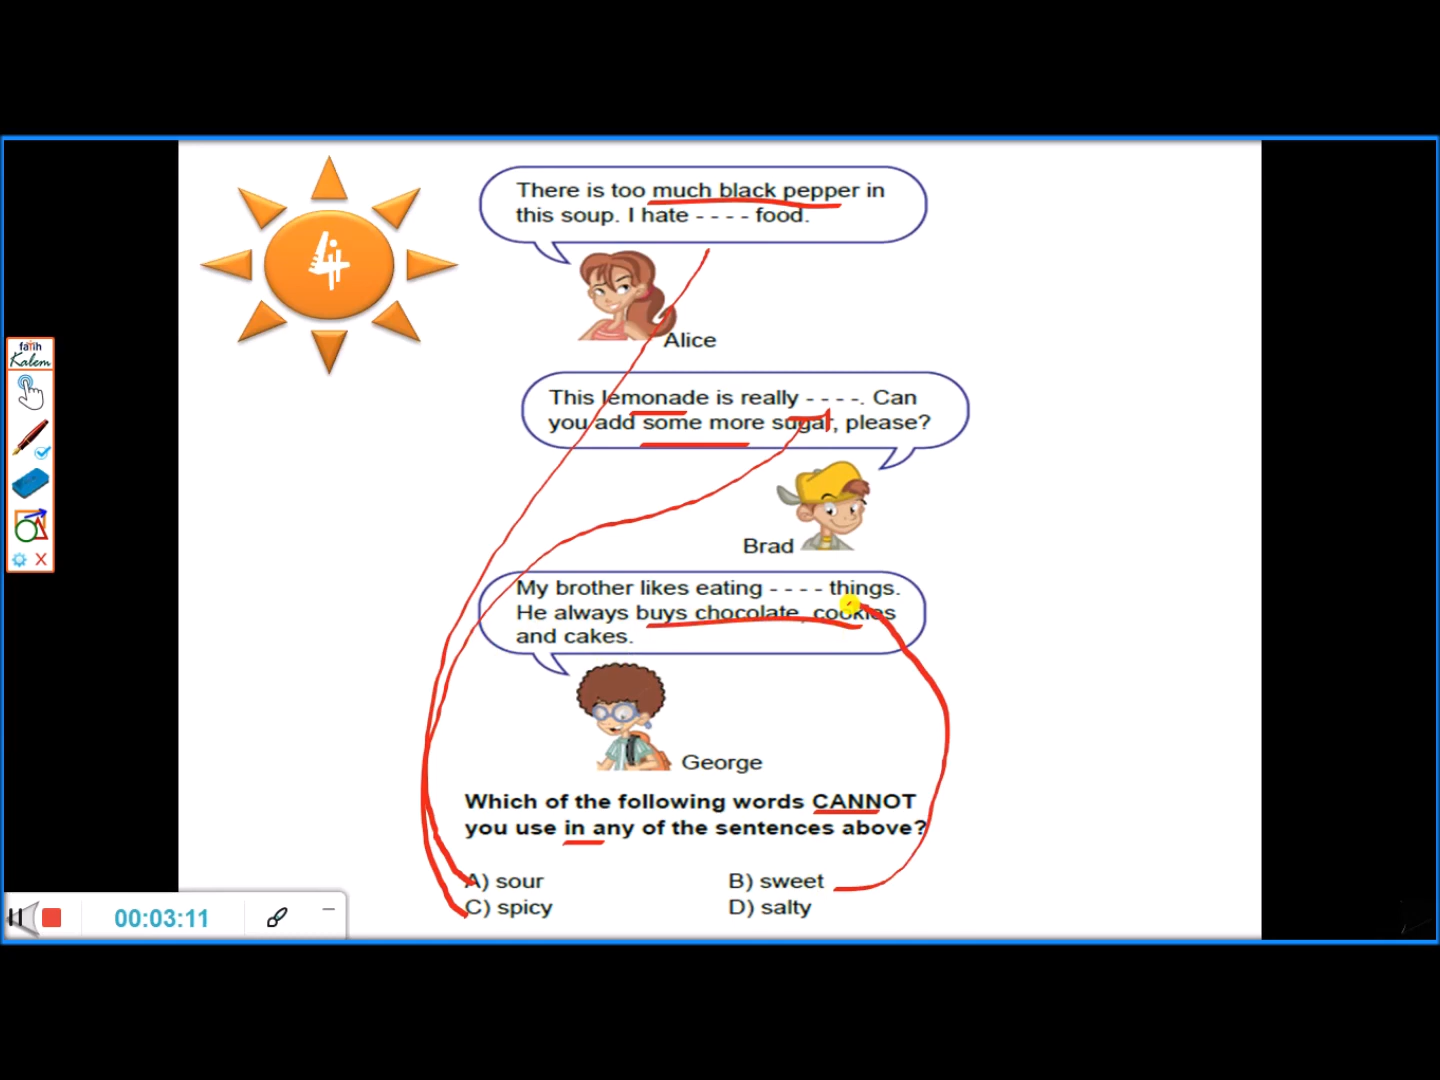 4
There is too much black pepper in
this soup. I hate - - - - food.
Alice
fatih
Kalem
This lemonade is really - - - -. Can
you add some more sugar, please?
Brad
My brother likes eating - - - - things.
He always buys chocolate, cookies
and cakes.
George
Which of the following words CANNOT
you use in any of the sentences above?
A) sour B) sweet
C) spicy D) salty
00:03:11